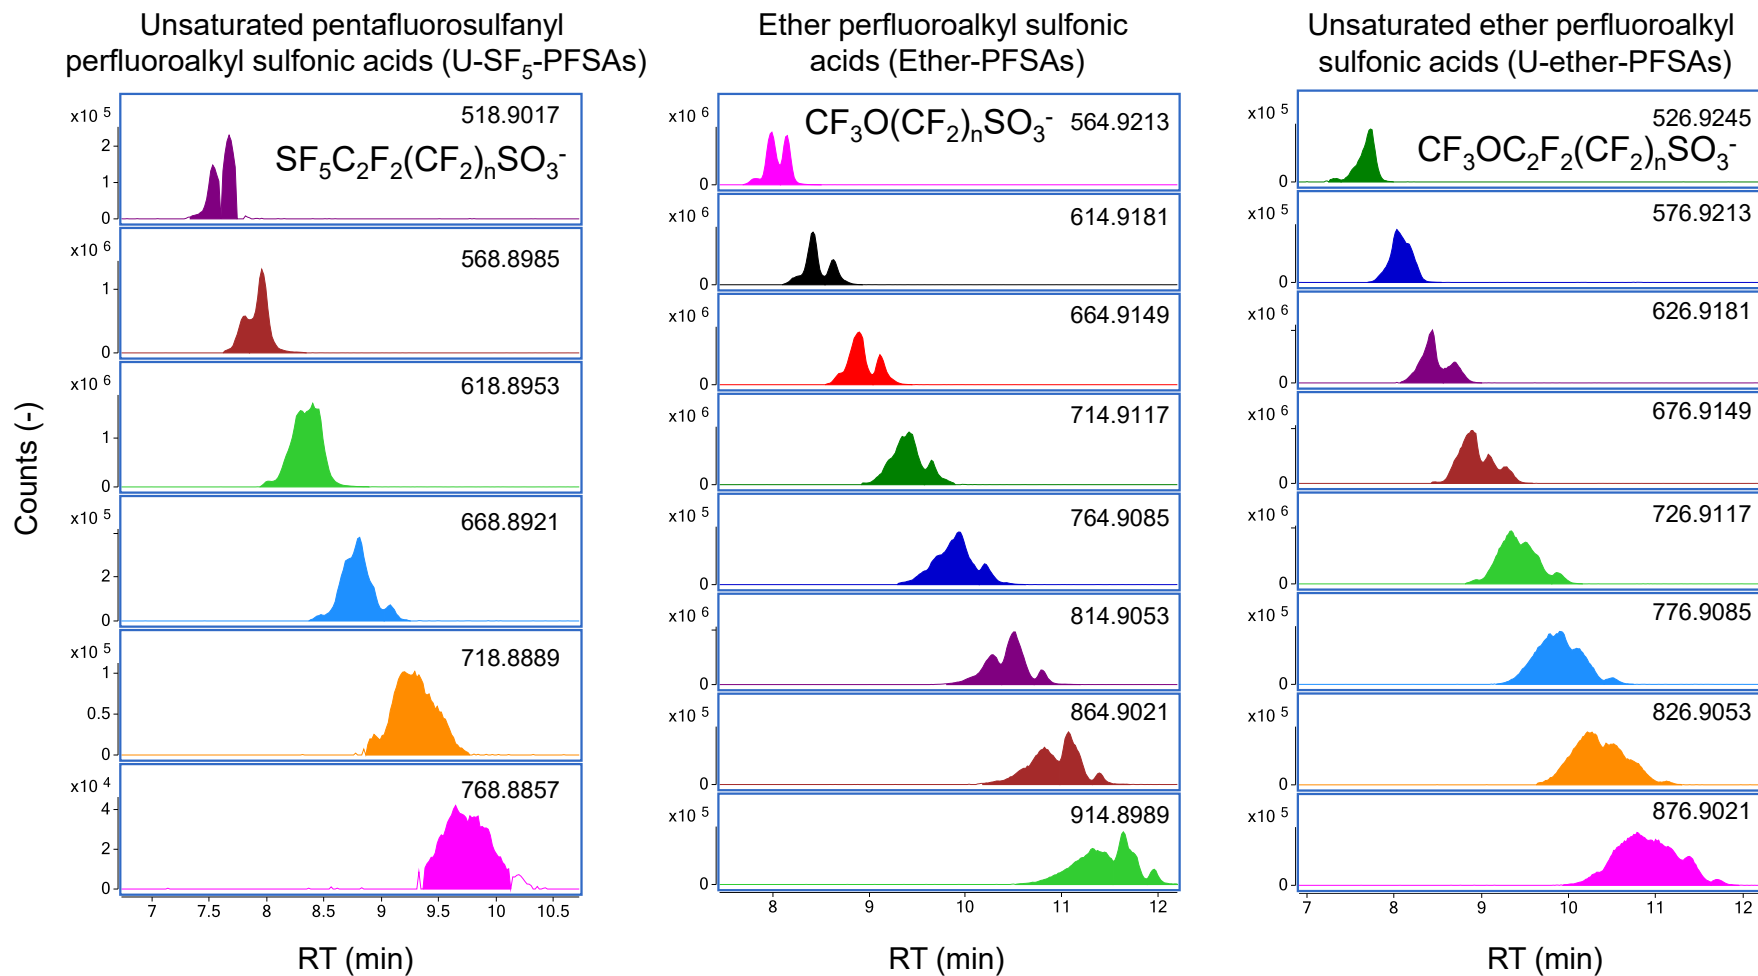 Unsaturated pentafluorosulfanyl
perfluoroalkyl sulfonic acids (U-SF₅-PFSAs)
Counts (-)
x10 ⁵
2
1
0
518.9017
SF₅C₂F₂(CF₂)ₙSO₃⁻
x10 ⁶
1
0
568.8985
x10 ⁶
1
0
618.8953
x10 ⁵
2
0
668.8921
x10 ⁵
1
0.5
0
718.8889
x10 ⁴
4
2
0
768.8857
7 7.5 8 8.5 9 9.5 10 10.5
RT (min)
Ether perfluoroalkyl sulfonic
acids (Ether-PFSAs)
x10 ⁶
0
CF₃O(CF₂)ₙSO₃⁻ 564.9213
x10 ⁶
0
614.9181
x10 ⁶
0
664.9149
x10 ⁶
0
714.9117
x10 ⁵
0
764.9085
x10 ⁶
0
814.9053
x10 ⁵
0
864.9021
x10 ⁵
0
914.8989
8 9 10 11 12
RT (min)
Unsaturated ether perfluoroalkyl
sulfonic acids (U-ether-PFSAs)
x10 ⁵
0
526.9245
CF₃OC₂F₂(CF₂)ₙSO₃⁻
x10 ⁵
0
576.9213
x10 ⁶
0
626.9181
x10 ⁶
0
676.9149
x10 ⁶
0
726.9117
x10 ⁵
0
776.9085
x10 ⁵
0
826.9053
x10 ⁵
0
876.9021
7 8 9 10 11 12
RT (min)